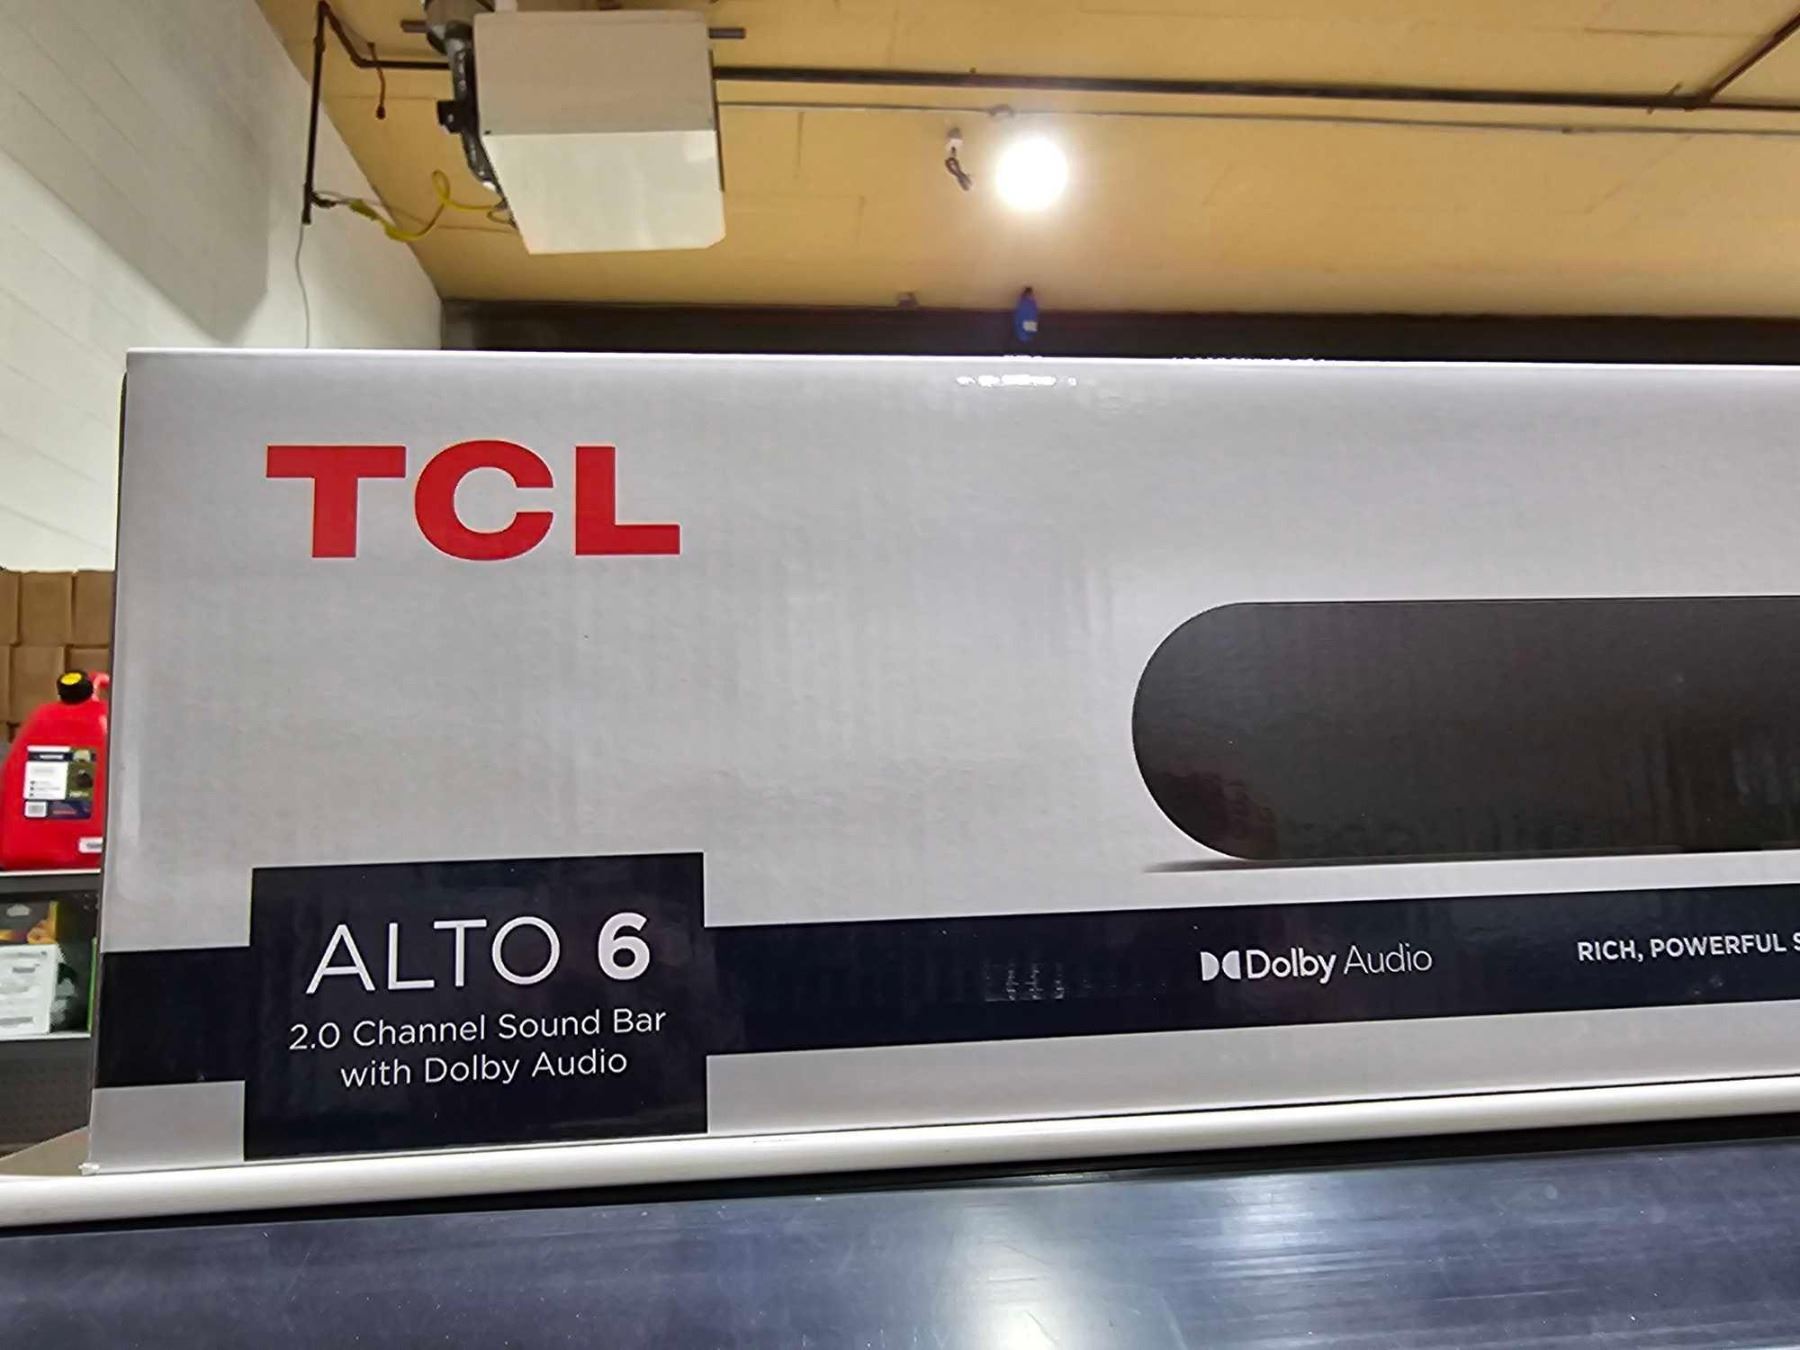 TCL
ALTO 6
2.0 Channel Sound Bar
with Dolby Audio
Dolby Audio
RICH, POWERFUL